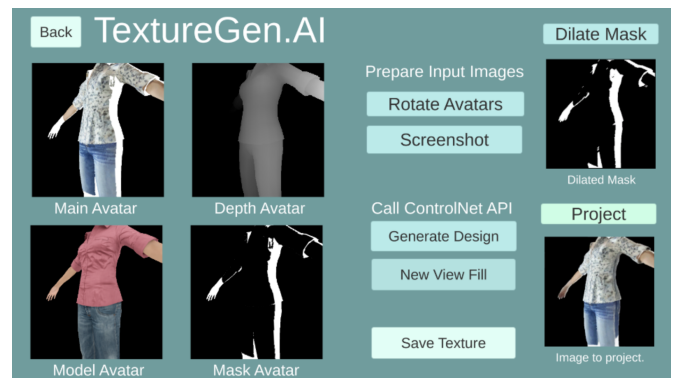 Back
TextureGen.AI
Dilate Mask
Prepare Input Images
Rotate Avatars
Screenshot
Dilated Mask
Main Avatar
Depth Avatar
Call ControlNet API
Project
Generate Design
New View Fill
Save Texture
Image to project.
Model Avatar
Mask Avatar